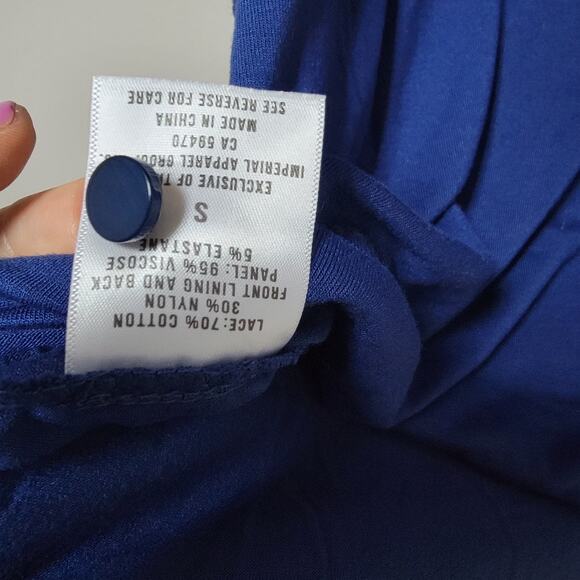 LACE:70% COTTON
30% NYLON
FRONT LINING AND BACK
PANEL: 95% VISCOSE
5% ELASTANE
S
EXCLUSIVE OF
IMPERIAL APPAREL
CA 59470
MADE IN CHINA
SEE REVERSE FOR CARE